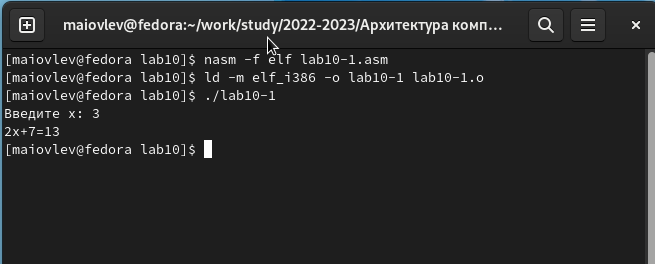 maiovlev@fedora:~/work/study/2022-2023/Архитектура комп...
[maiovlev@fedora lab10]$ nasm -f elf lab10-1.asm
[maiovlev@fedora lab10]$ ld -m elf_i386 -o lab10-1 lab10-1.o
[maiovlev@fedora lab10]$ ./lab10-1
Введите x: 3
2x+7=13
[maiovlev@fedora lab10]$